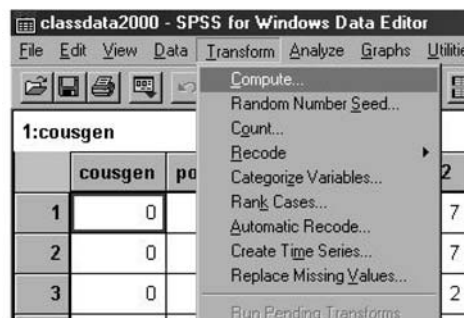 classdata2000 - SPSS for Windows Data Editor
File Edit View Data Transform Analyze Graphs Utilitie
Compute...
Random Number Seed...
Count...
Recode
Categorize Variables...
Rank Cases...
Automatic Recode...
Create Time Series...
Replace Missing Values...
Run Pending Transforms
1:cousgen
cousgen po 2
1 0 7
2 0 7
3 0 2